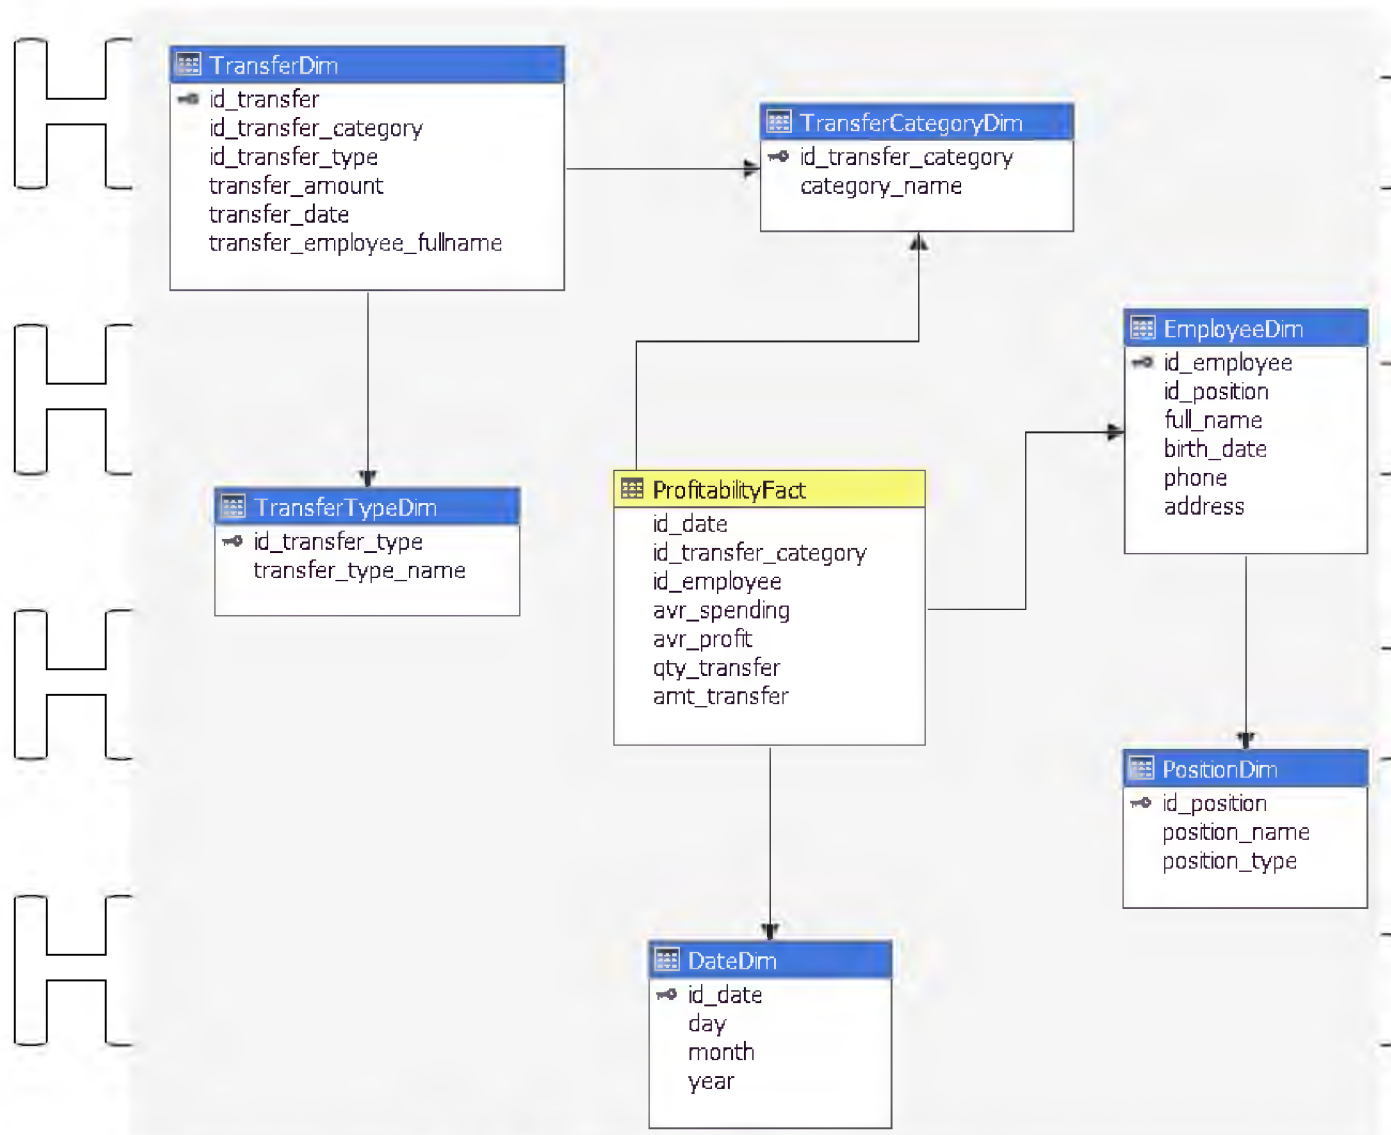 TransferDim
id_transfer
id_transfer_category
id_transfer_type
transfer_amount
transfer_date
transfer_employee_fullname
TransferCategoryDim
id_transfer_category
category_name
EmployeeDim
id_employee
id_position
full_name
birth_date
phone
address
TransferTypeDim
id_transfer_type
transfer_type_name
ProfitabilityFact
id_date
id_transfer_category
id_employee
avr_spending
avr_profit
qty_transfer
amt_transfer
PositionDim
id_position
position_name
position_type
DateDim
id_date
day
month
year